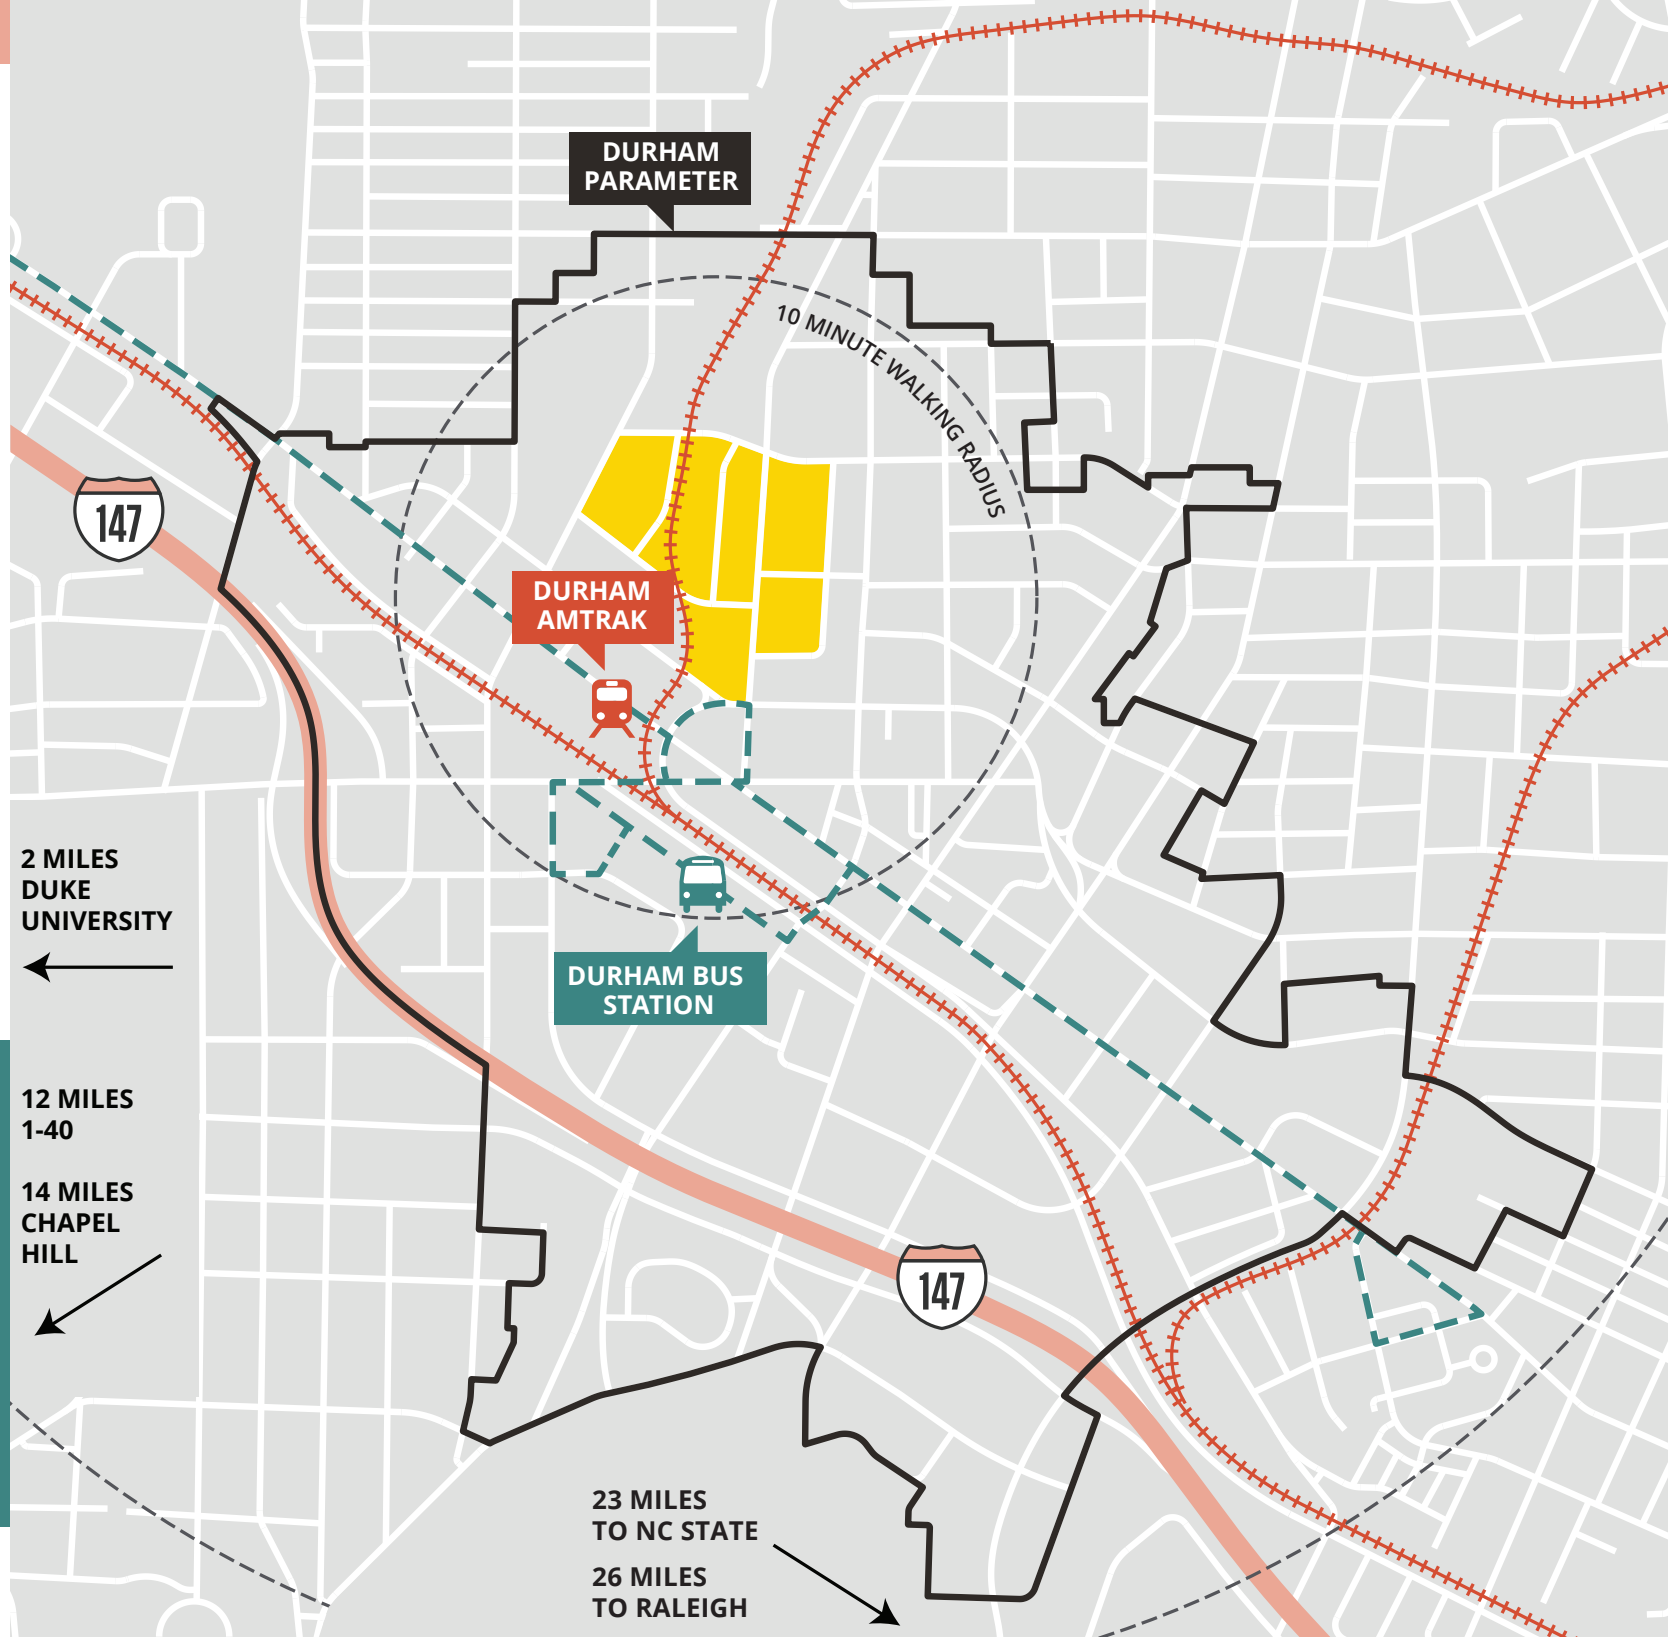 DURHAM
PARAMETER
10 MINUTE WALKING RADIUS
147
DURHAM
AMTRAK
2 MILES
DUKE
UNIVERSITY
DURHAM BUS
STATION
12 MILES
1-40
14 MILES
CHAPEL
HILL
147
23 MILES
TO NC STATE
26 MILES
TO RALEIGH